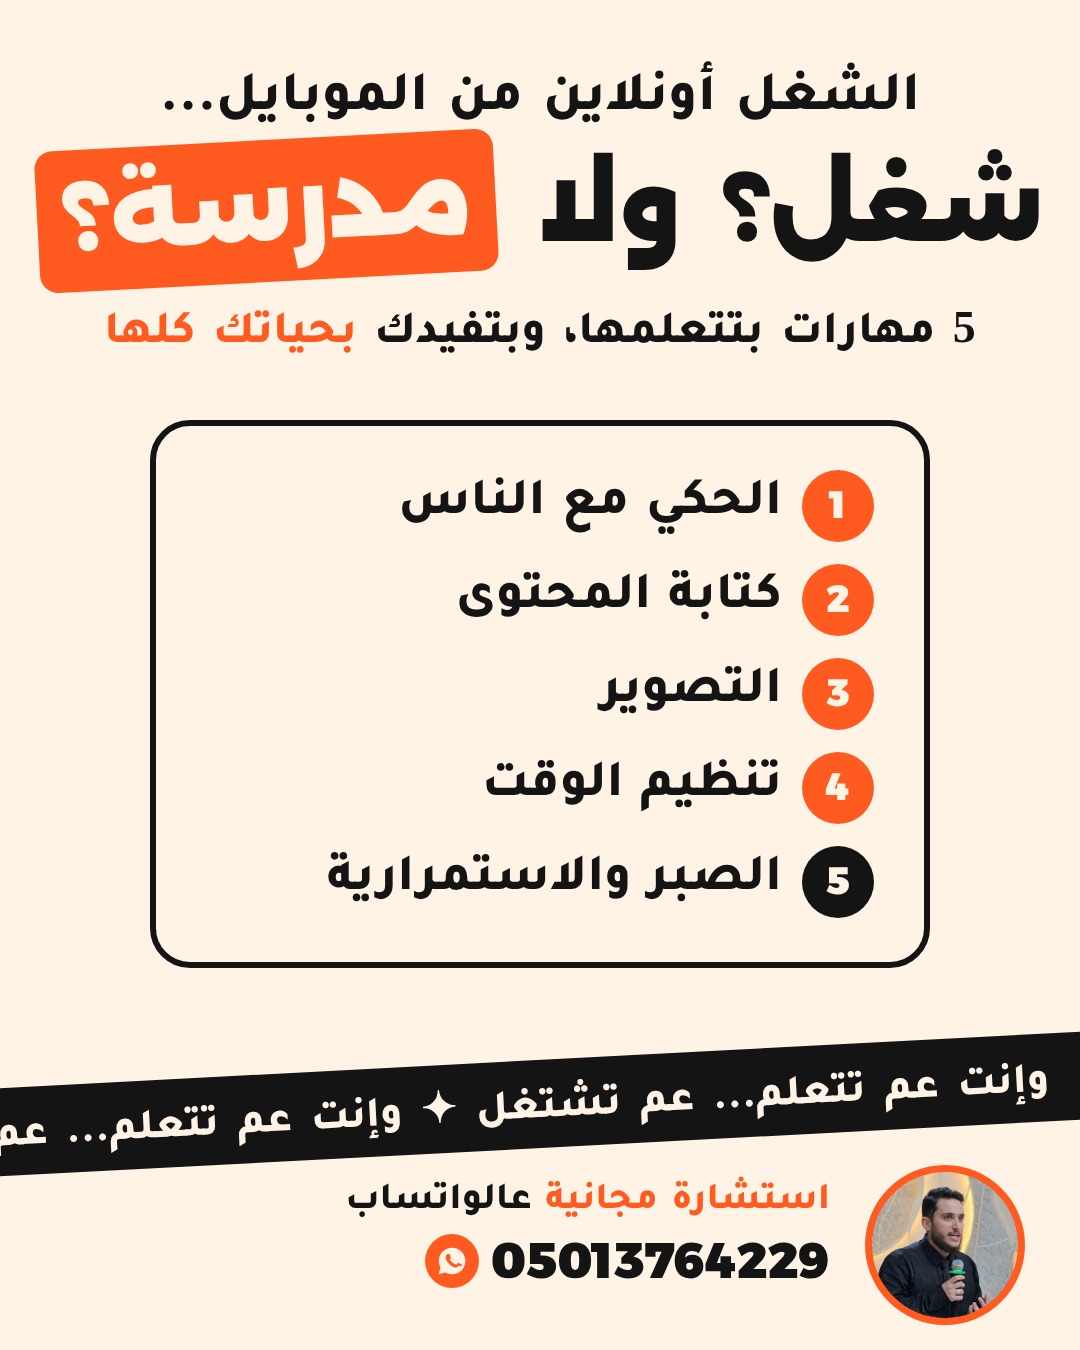 الشغل أونلاين من الموبايل...
شغل؟ ولا مدرسة؟
5 مهارات بتتعلمها، وبتفيدك بحياتك كلها
1 الحكي مع الناس
2 كتابة المحتوى
3 التصوير
4 تنظيم الوقت
5 الصبر والاستمرارية
وإنت عم تتعلم... عم تشتغل ✦ وإنت عم تتعلم... عم
استشارة مجانية عالواتساب
05013764229